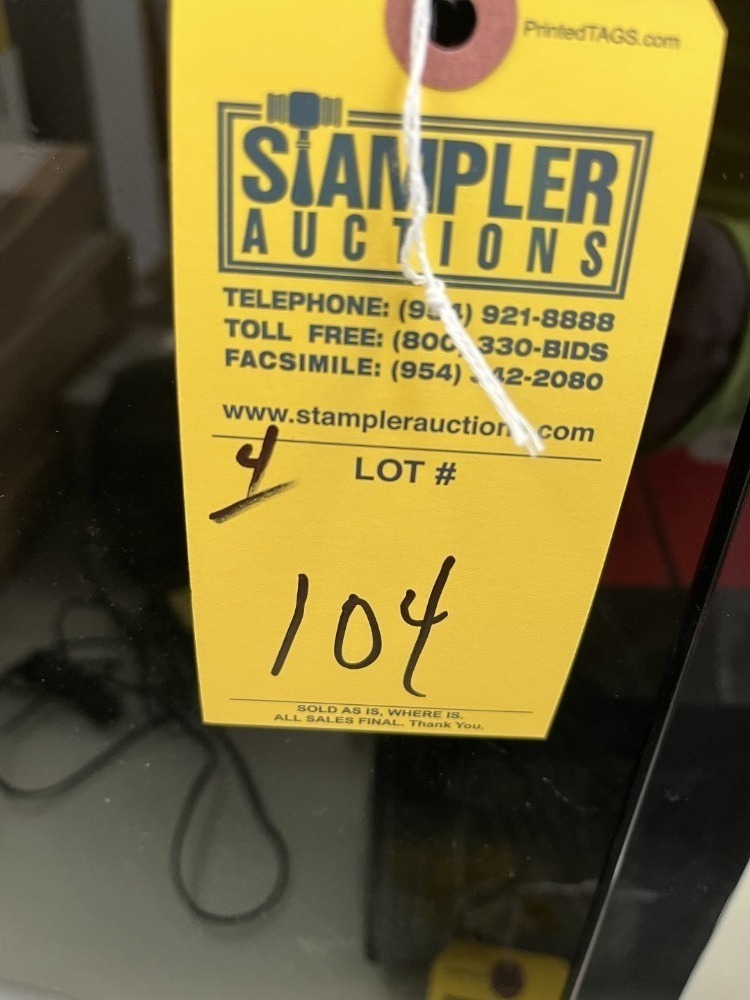 PrintedTAGS.com
STAMPLER
AUCTIONS
TELEPHONE: (954) 921-8888
TOLL FREE: (800) 330-BIDS
FACSIMILE: (954) 342-2080
www.stamplerauctions.com
4 LOT #
104
SOLD AS IS, WHERE IS.
ALL SALES FINAL. Thank You.